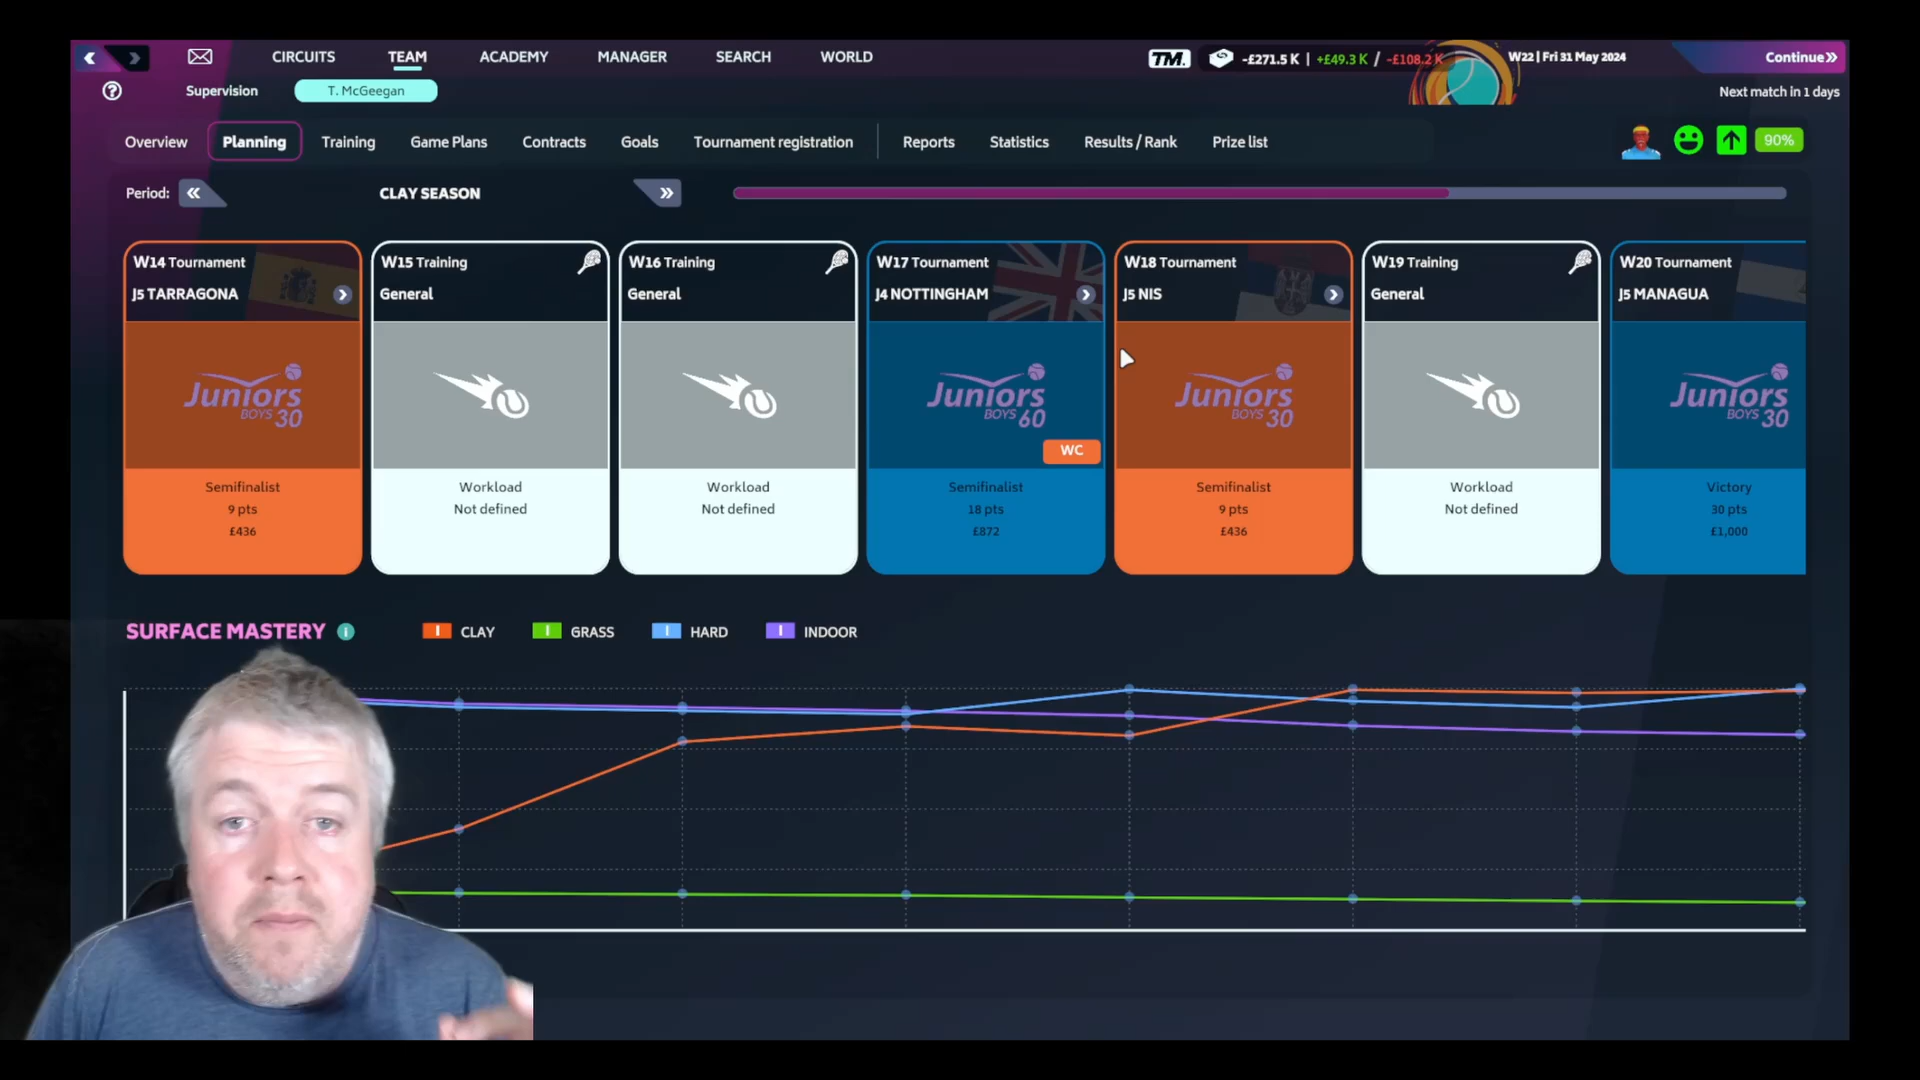 CIRCUITS TEAM ACADEMY MANAGER SEARCH WORLD
TM. -£271.5 K | +£49.3 K / -£108.2 K
W22 | Fri 31 May 2024
Continue
Supervision T. McGeegan
Next match in 1 days
Overview Planning Training Game Plans Contracts Goals Tournament registration Reports Statistics Results / Rank Prize list
90%
Period: CLAY SEASON
W14 Tournament
J5 TARRAGONA
Juniors
BOYS 30
Semifinalist
9 pts
£436
W15 Training
General
Workload
Not defined
W16 Training
General
Workload
Not defined
W17 Tournament
J4 NOTTINGHAM
Juniors
BOYS 60
WC
Semifinalist
18 pts
£872
W18 Tournament
J5 NIS
Juniors
BOYS 30
Semifinalist
9 pts
£436
W19 Training
General
Workload
Not defined
W20 Tournament
J5 MANAGUA
Juniors
BOYS 30
Victory
30 pts
£1,000
SURFACE MASTERY i
I CLAY I GRASS I HARD I INDOOR